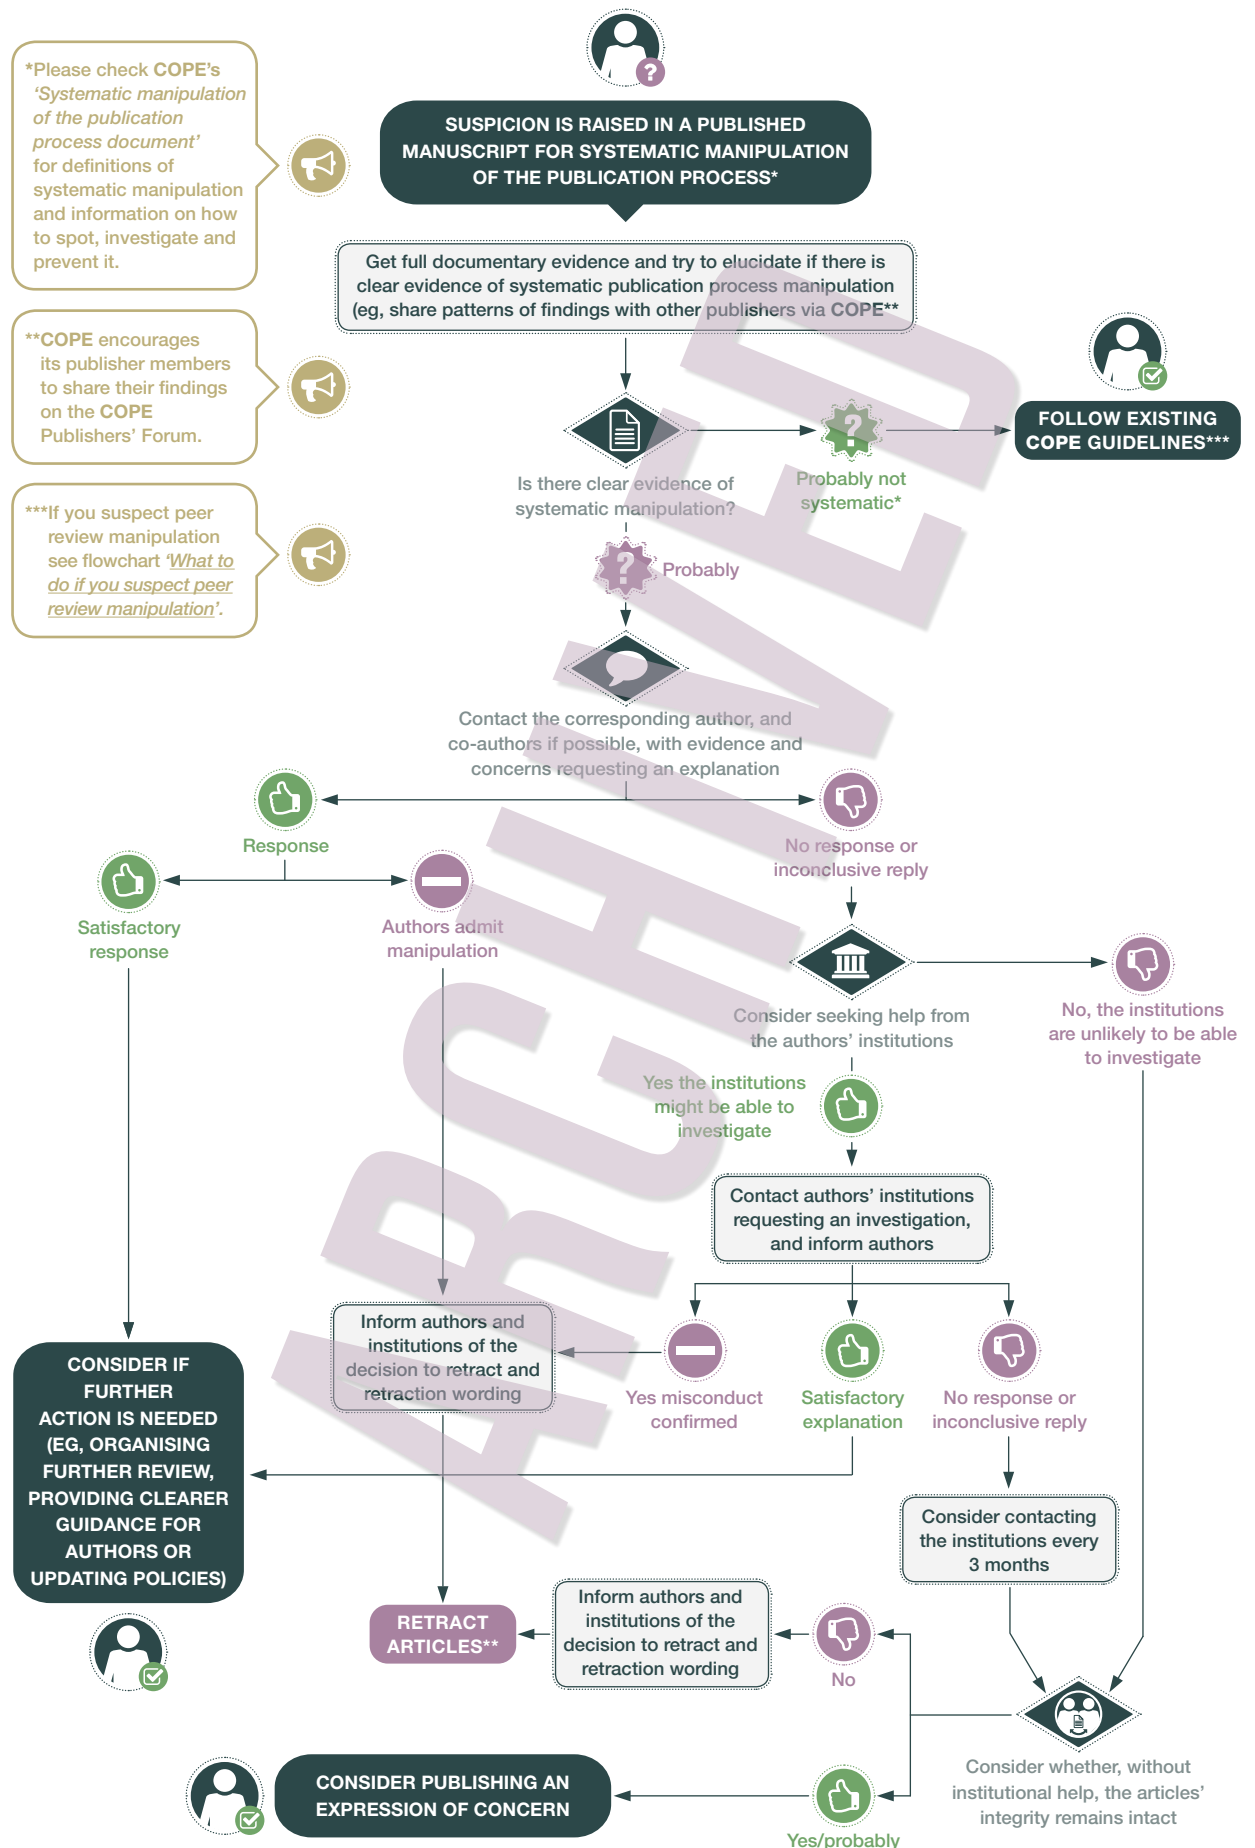 *Please check COPE's
'Systematic manipulation
of the publication
process document'
for definitions of
systematic manipulation
and information on how
to spot, investigate and
prevent it.
**COPE encourages
its publisher members
to share their findings
on the COPE
Publishers' Forum.
***If you suspect peer
review manipulation
see flowchart 'What to
do if you suspect peer
review manipulation'.
SUSPICION IS RAISED IN A PUBLISHED
MANUSCRIPT FOR SYSTEMATIC MANIPULATION
OF THE PUBLICATION PROCESS*
Get full documentary evidence and try to elucidate if there is
clear evidence of systematic publication process manipulation
(eg, share patterns of findings with other publishers via COPE**
Is there clear evidence of
systematic manipulation?
Probably not
systematic*
FOLLOW EXISTING
COPE GUIDELINES***
Probably
Contact the corresponding author, and
co-authors if possible, with evidence and
concerns requesting an explanation
Response
No response or
inconclusive reply
Satisfactory
response
Authors admit
manipulation
Consider seeking help from
the authors' institutions
No, the institutions
are unlikely to be able
to investigate
Yes the institutions
might be able to
investigate
Contact authors' institutions
requesting an investigation,
and inform authors
Inform authors and
institutions of the
decision to retract and
retraction wording
Yes misconduct
confirmed
Satisfactory
explanation
No response or
inconclusive reply
CONSIDER IF
FURTHER
ACTION IS NEEDED
(EG, ORGANISING
FURTHER REVIEW,
PROVIDING CLEARER
GUIDANCE FOR
AUTHORS OR
UPDATING POLICIES)
Consider contacting
the institutions every
3 months
RETRACT
ARTICLES**
Inform authors and
institutions of the
decision to retract and
retraction wording
No
Consider whether, without
institutional help, the articles'
integrity remains intact
CONSIDER PUBLISHING AN
EXPRESSION OF CONCERN
Yes/probably
ARCHIVED